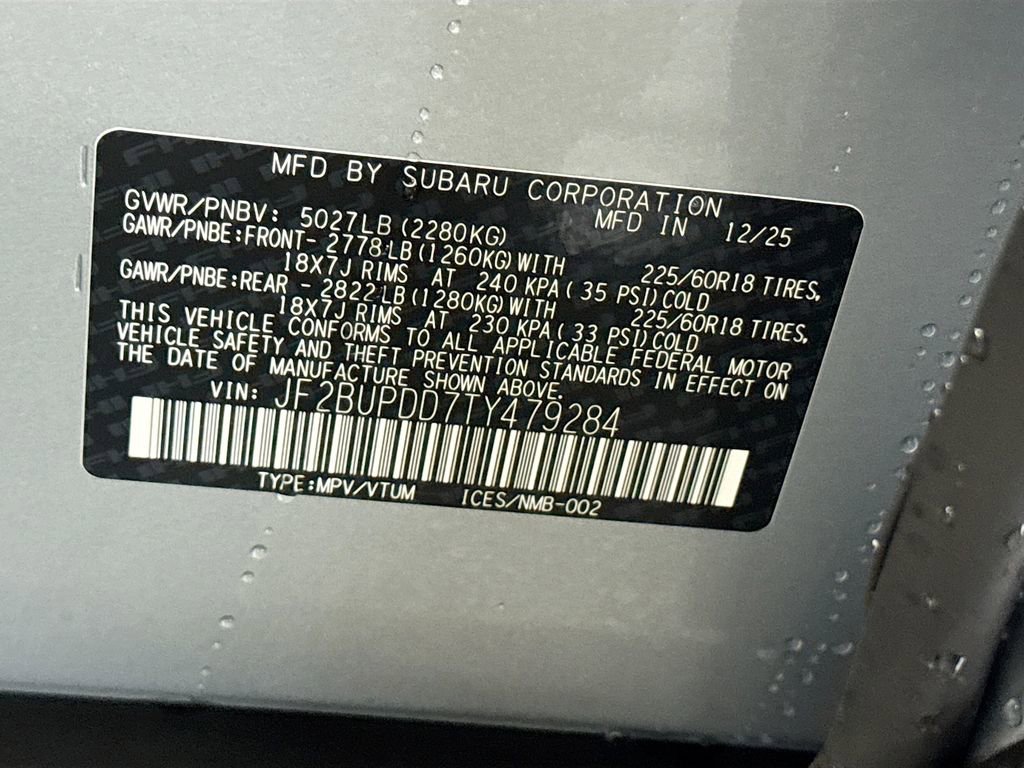 MFD BY SUBARU CORPORATION
MFD IN 12/25
GVWR/PNBV: 5027LB(2280KG)
GAWR/PNBE:FRONT- 2778LB(1260KG)WITH 225/60R18 TIRES,
18X7J RIMS AT 240 KPA(35 PSI)COLD
GAWR/PNBE:REAR - 2822LB(1280KG)WITH 225/60R18 TIRES,
18X7J RIMS AT 230 KPA(33 PSI)COLD
THIS VEHICLE CONFORMS TO ALL APPLICABLE FEDERAL MOTOR
VEHICLE SAFETY AND THEFT PREVENTION STANDARDS IN EFFECT ON
THE DATE OF MANUFACTURE SHOWN ABOVE.
VIN: JF2BUPDD7TY479284
TYPE:MPV/VTUM ICES/NMB-002